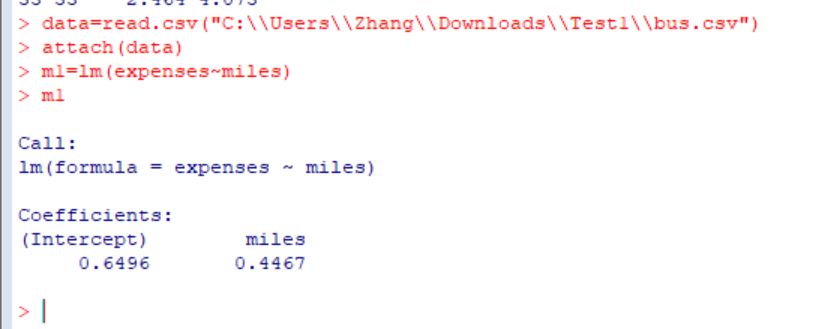 > data=read.csv("C:\\Users\\Zhang\\Downloads\\Test1\\bus.csv")
> attach(data)
> m1=lm(expenses~miles)
> m1
Call:
lm(formula = expenses ~ miles)
Coefficients:
(Intercept) miles
0.6496 0.4467
>